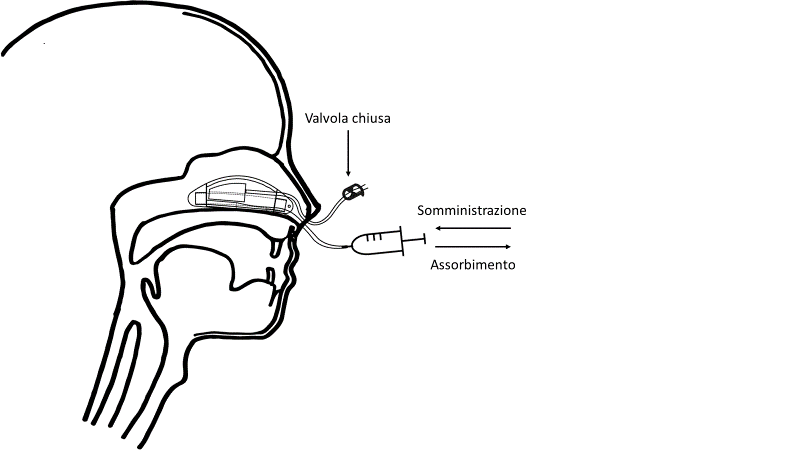 Valvola chiusa
Somministrazione
Assorbimento